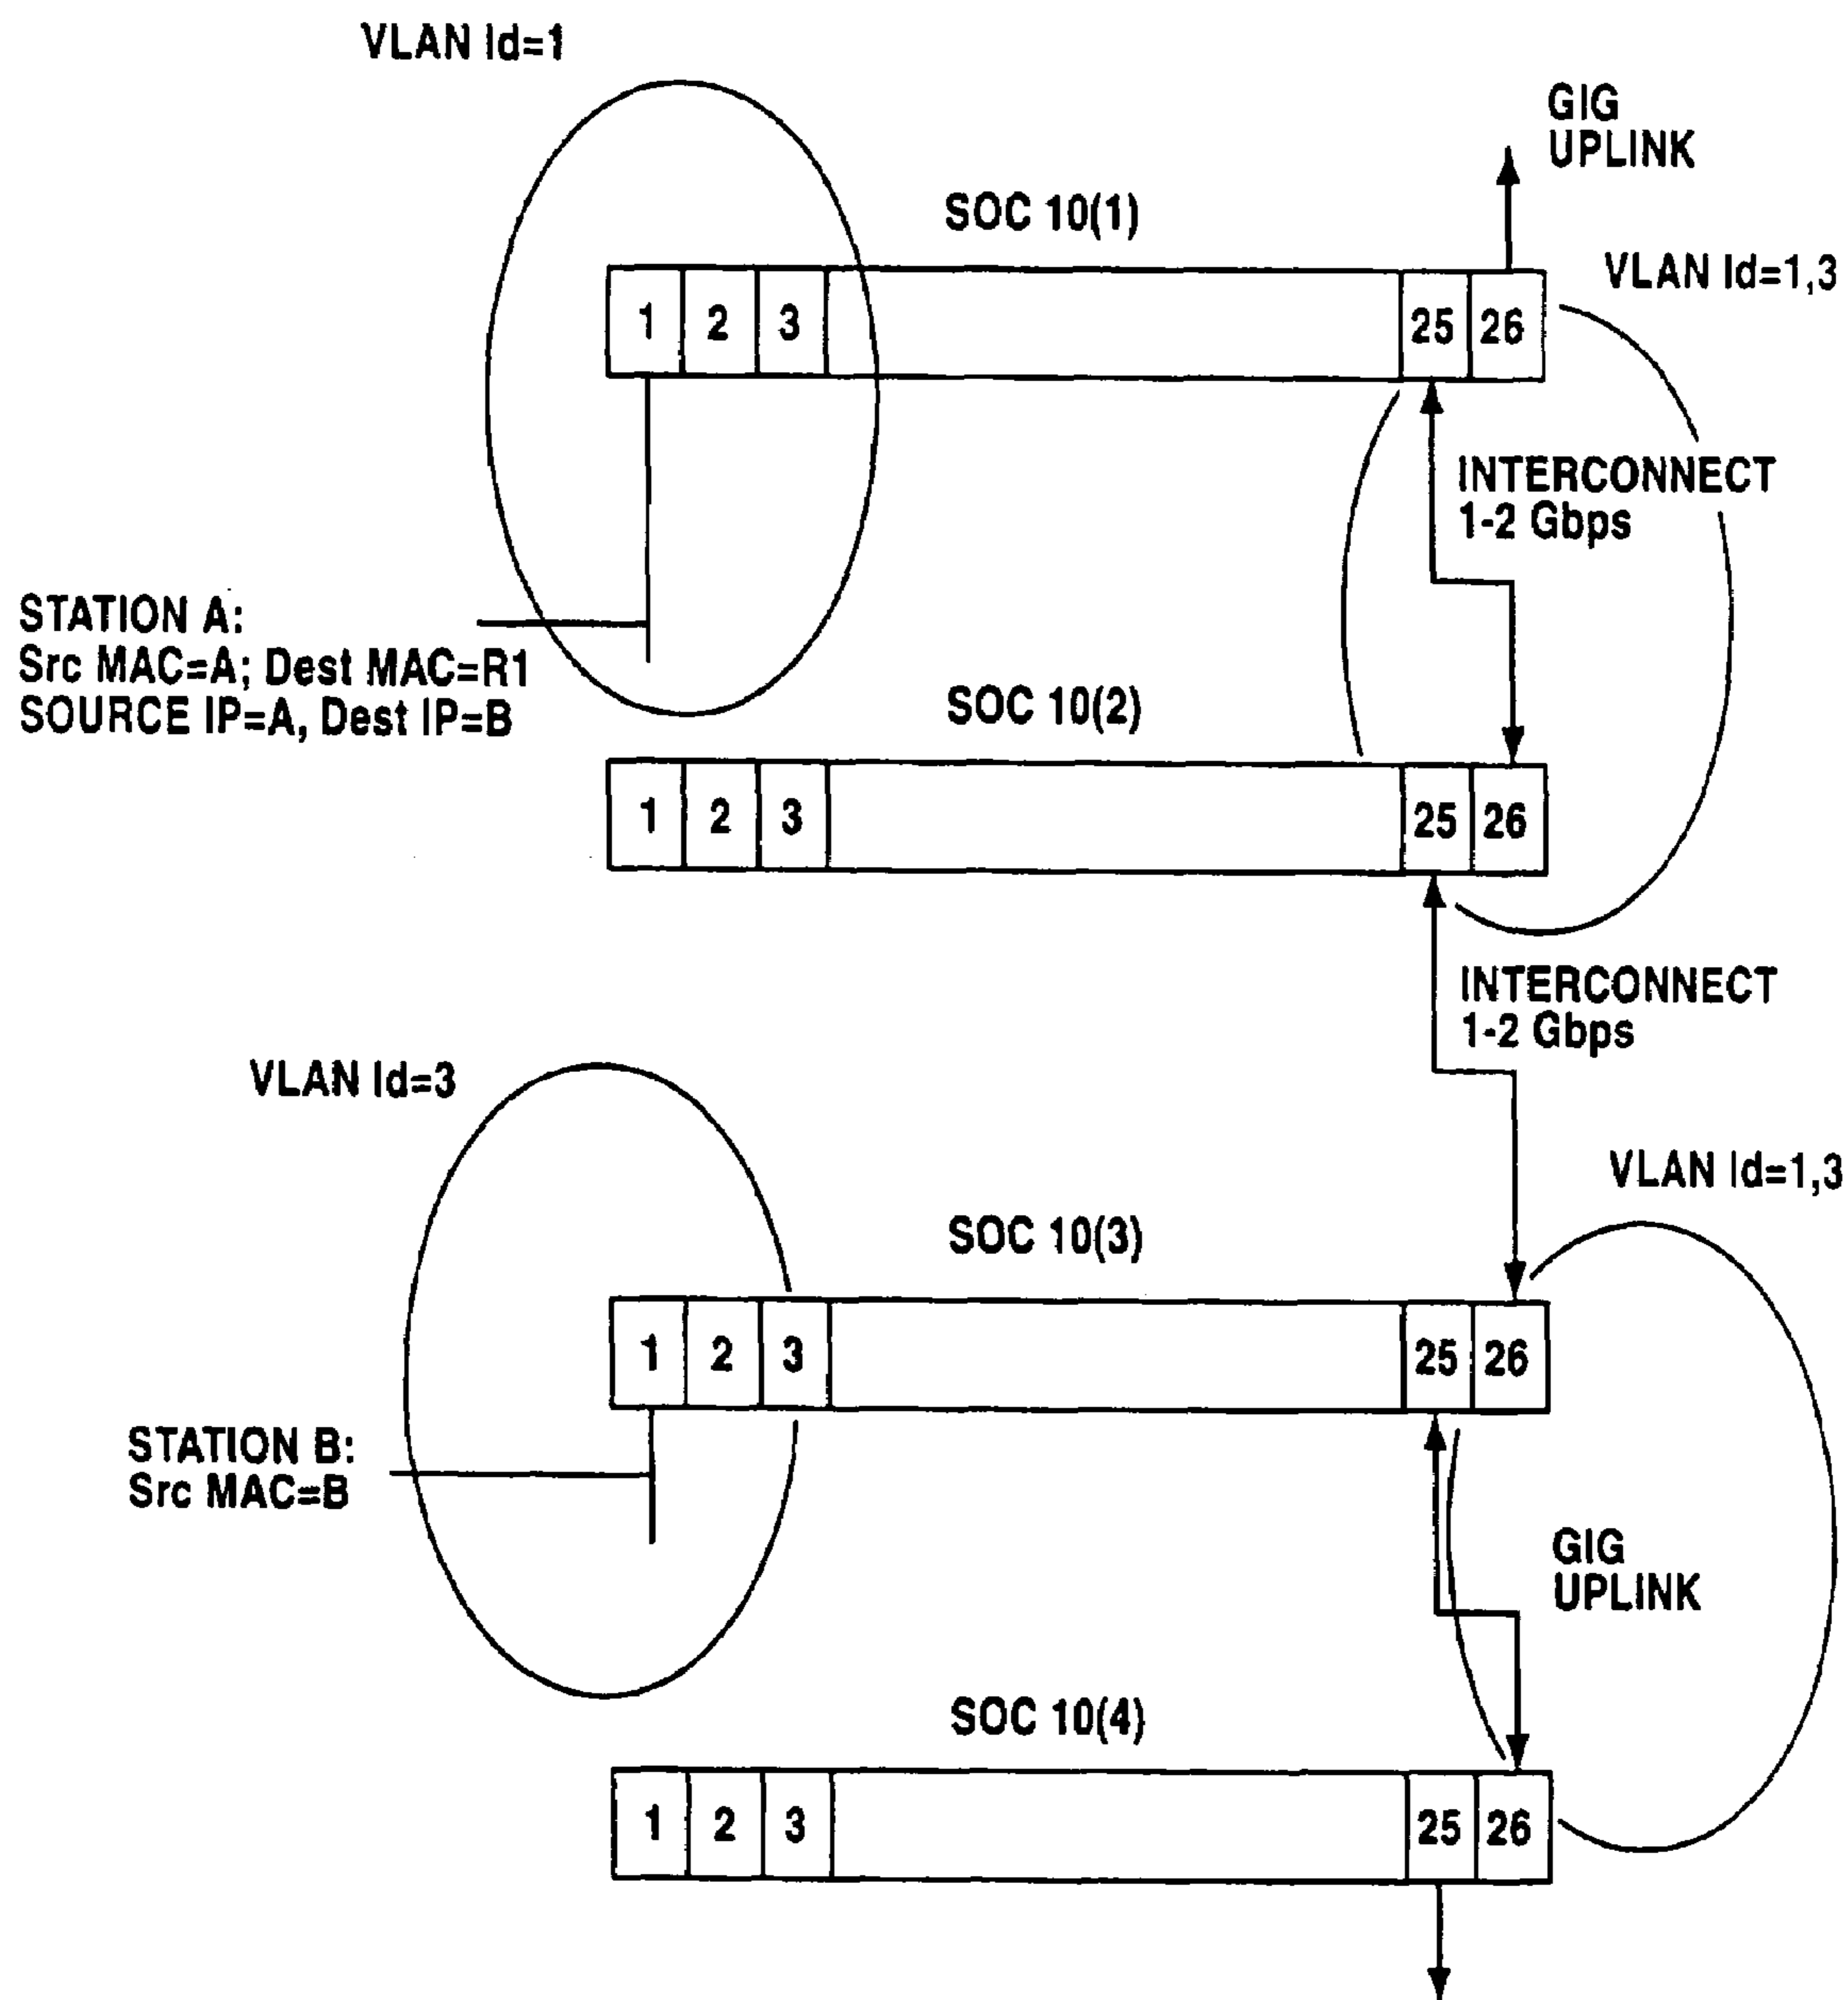 VLAN Id=1
GIG
UPLINK
SOC 10(1)
VLAN Id=1,3
1 2 3 25 26
INTERCONNECT
1-2 Gbps
STATION A:
Src MAC=A; Dest MAC=R1
SOURCE IP=A, Dest IP=B
SOC 10(2)
1 2 3 25 26
INTERCONNECT
1-2 Gbps
VLAN Id=3
VLAN Id=1,3
SOC 10(3)
1 2 3 25 26
STATION B:
Src MAC=B
GIG
UPLINK
SOC 10(4)
1 2 3 25 26